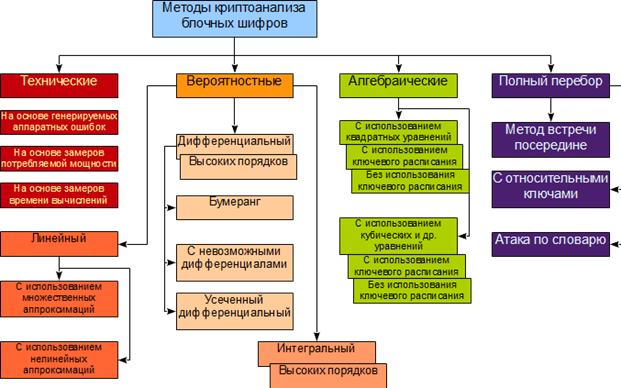 Методы криптоанализа
блочных шифров
Технические
На основе генерируемых
аппаратных ошибок
На основе замеров
потребляемой мощности
На основе замеров
времени вычислений
Вероятностные
Линейный
С использованием
множественных
аппроксимаций
С использованием
нелинейных
аппроксимаций
Дифференциальный
Высоких порядков
Бумеранг
С невозможными
дифференциалами
Усеченный
дифференциальный
Интегральный
Высоких порядков
Алгебраические
С использованием
квадратных уравнений
С использованием
ключевого расписания
Без использования
ключевого расписания
С использованием
кубических и др.
уравнений
С использованием
ключевого расписания
Без использования
ключевого расписания
Полный перебор
Метод встречи
посередине
С относительными
ключами
Атака по словарю